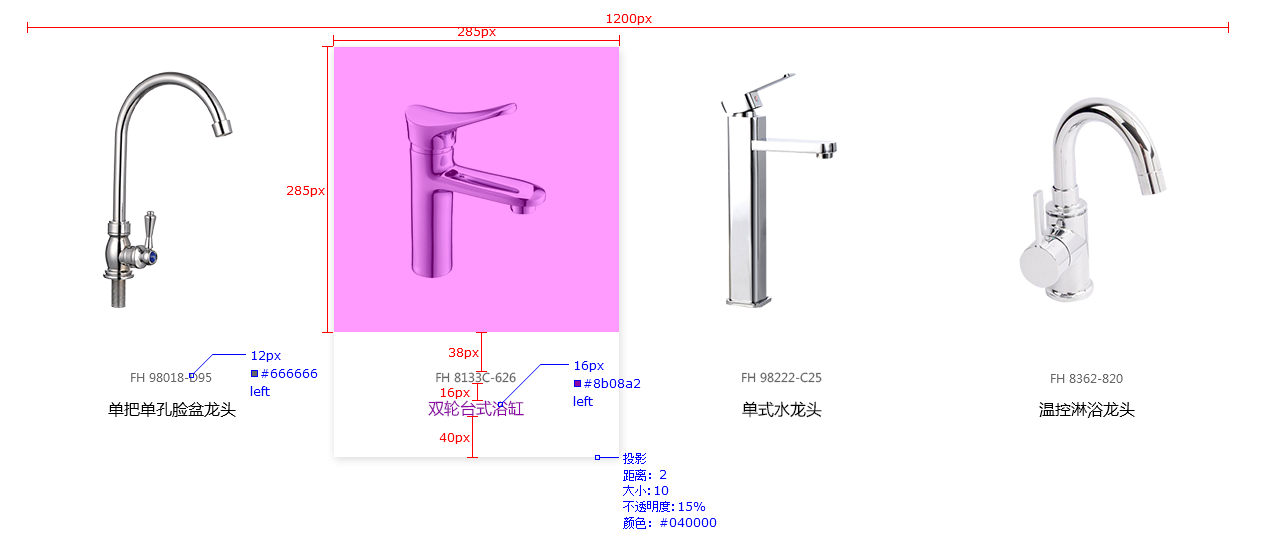 1200px
285px
285px
38px
12px
#666666
left
16px
#8b08a2
left
FH 98018-D95
FH 8133C-626
FH 98222-C25
FH 8362-820
16px
单把单孔脸盆龙头
双轮台式浴缸
单式水龙头
温控淋浴龙头
40px
投影
距离：2
大小:10
不透明度:15%
颜色：#040000